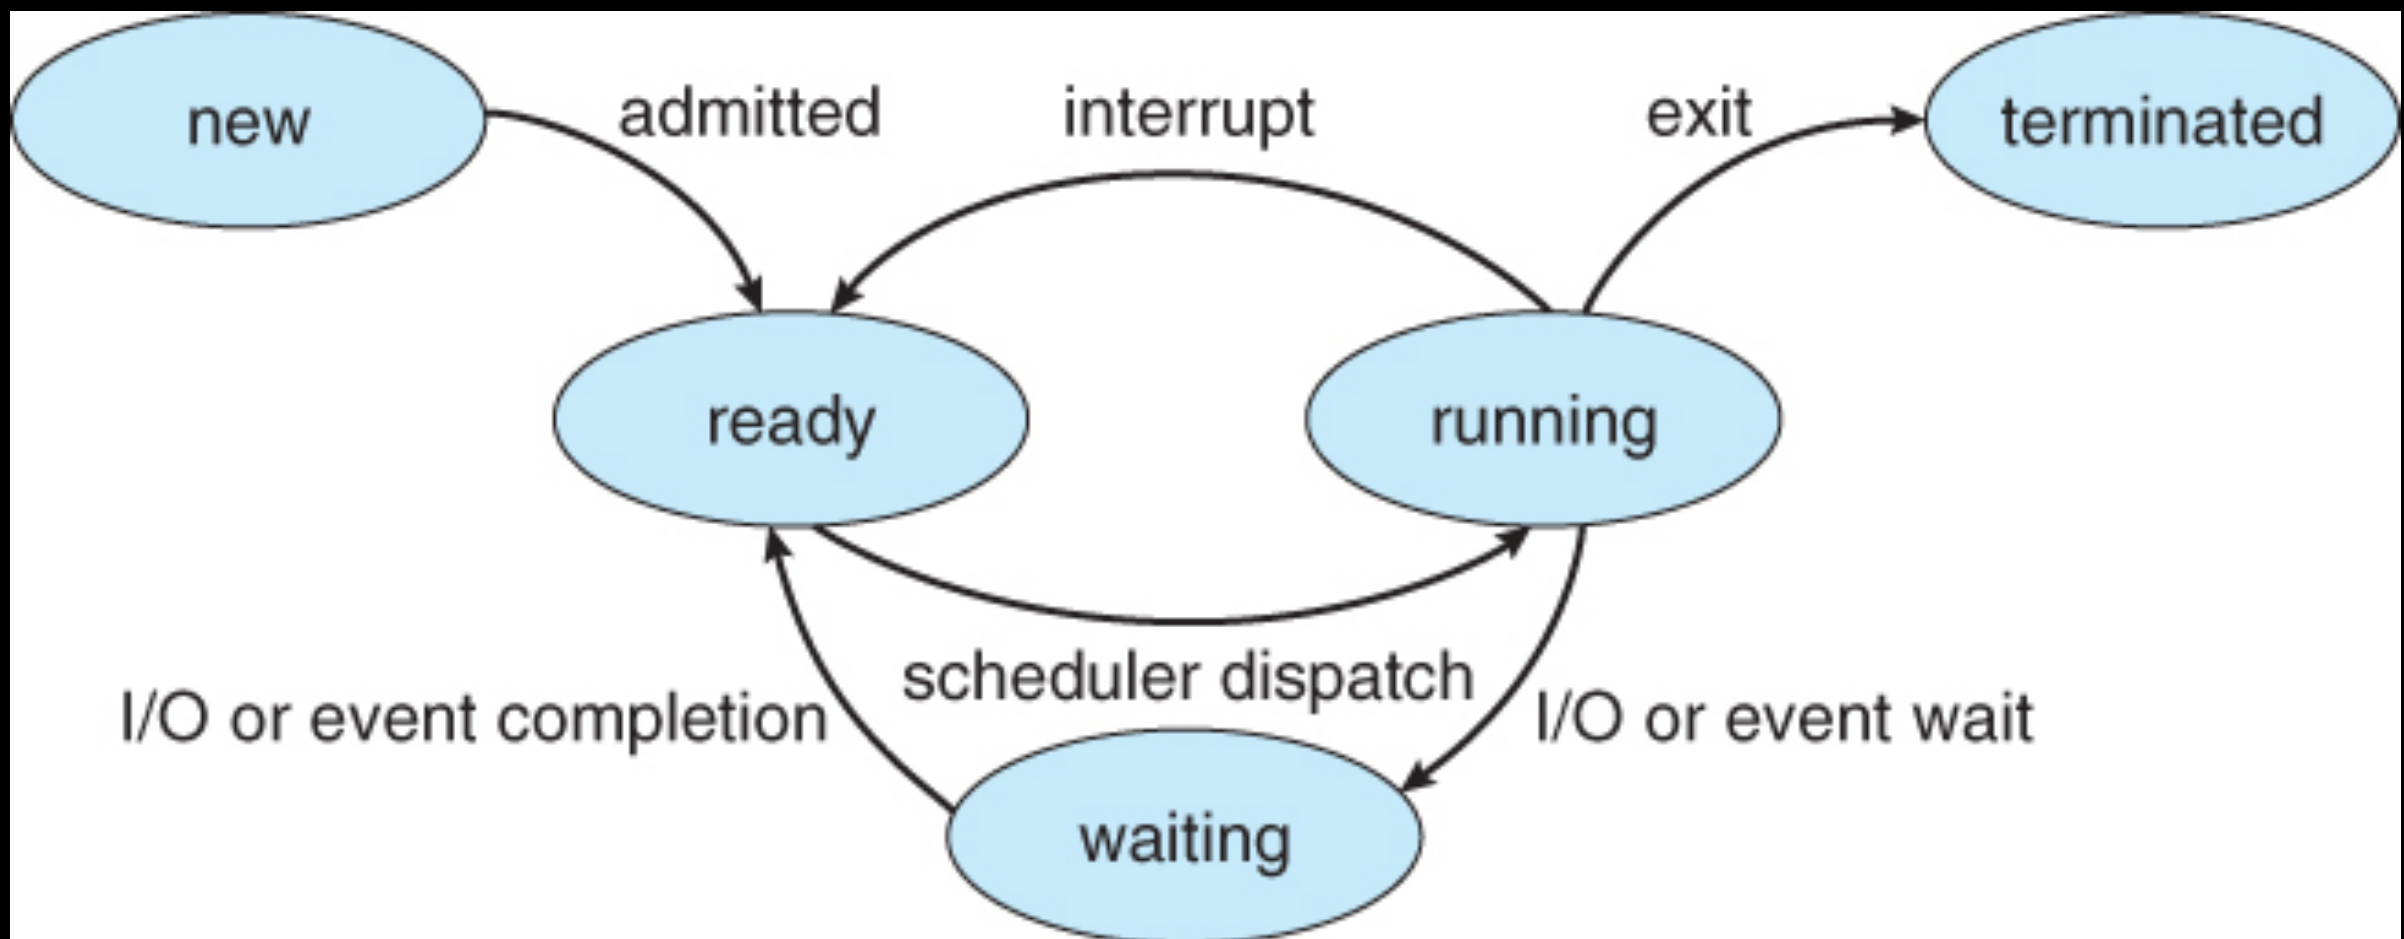 new
admitted
interrupt
exit
terminated
ready
running
scheduler dispatch
I/O or event completion
I/O or event wait
waiting